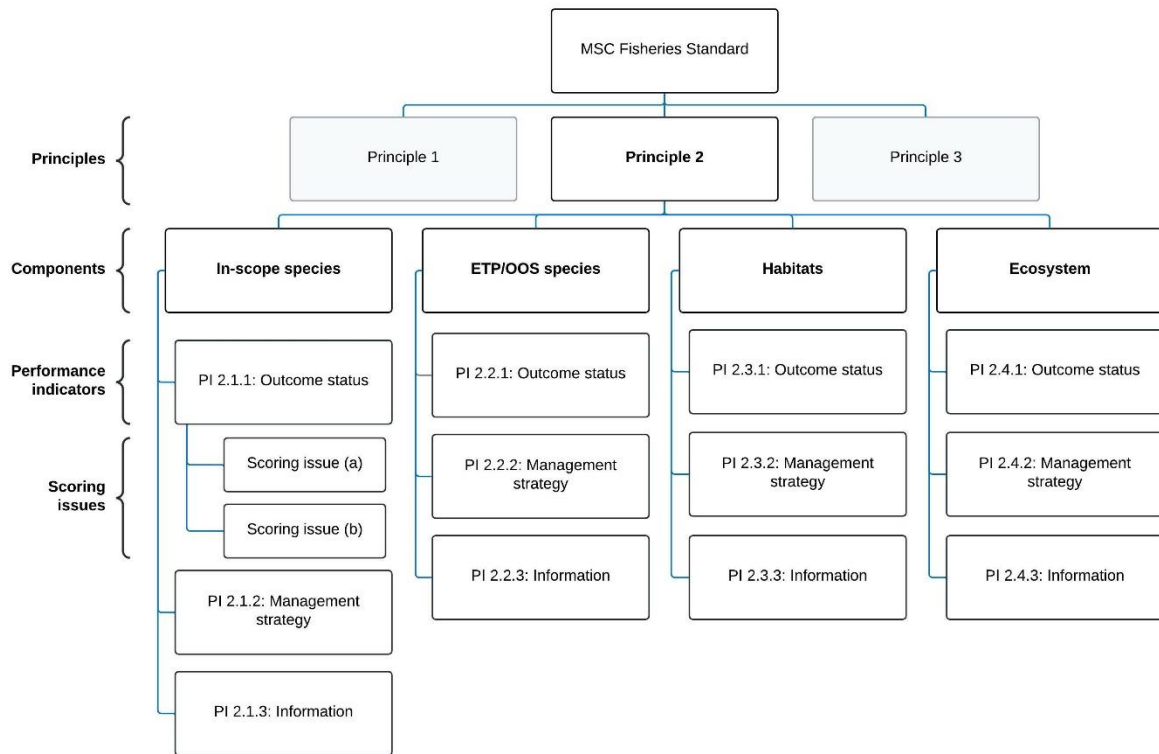 MSC Fisheries Standard
Principles
Principle 1
Principle 2
Principle 3
Components
In-scope species
ETP/OOS species
Habitats
Ecosystem
Performance
indicators
PI 2.1.1: Outcome status
PI 2.2.1: Outcome status
PI 2.3.1: Outcome status
PI 2.4.1: Outcome status
Scoring
issues
Scoring issue (a)
Scoring issue (b)
PI 2.2.2: Management
strategy
PI 2.3.2: Management
strategy
PI 2.4.2: Management
strategy
PI 2.2.3: Information
PI 2.3.3: Information
PI 2.4.3: Information
PI 2.1.2: Management
strategy
PI 2.1.3: Information